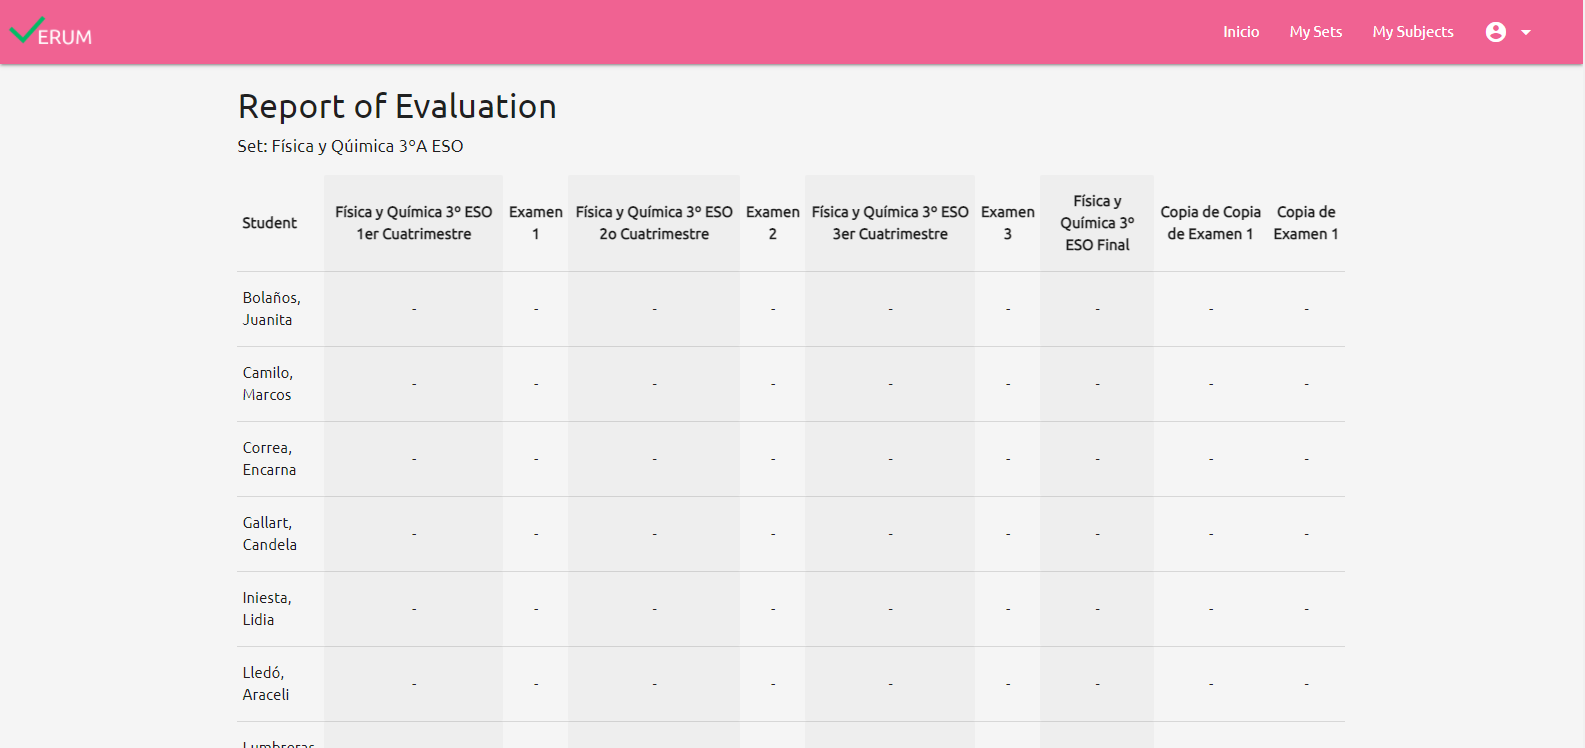 ERUM
Inicio My Sets My Subjects
Report of Evaluation
Set: Física y Qúimica 3ºA ESO
Student
Física y Química 3º ESO
1er Cuatrimestre
Examen
1
Física y Química 3º ESO
2o Cuatrimestre
Examen
2
Física y Química 3º ESO
3er Cuatrimestre
Examen
3
Física y
Química 3º
ESO Final
Copia de Copia
de Examen 1
Copia de
Examen 1
Bolaños,
Juanita
- - - - - - - - -
Camilo,
Marcos
- - - - - - - - -
Correa,
Encarna
- - - - - - - - -
Gallart,
Candela
- - - - - - - - -
Iniesta,
Lidia
- - - - - - - - -
Lledó,
Araceli
- - - - - - - - -
Lumbreras